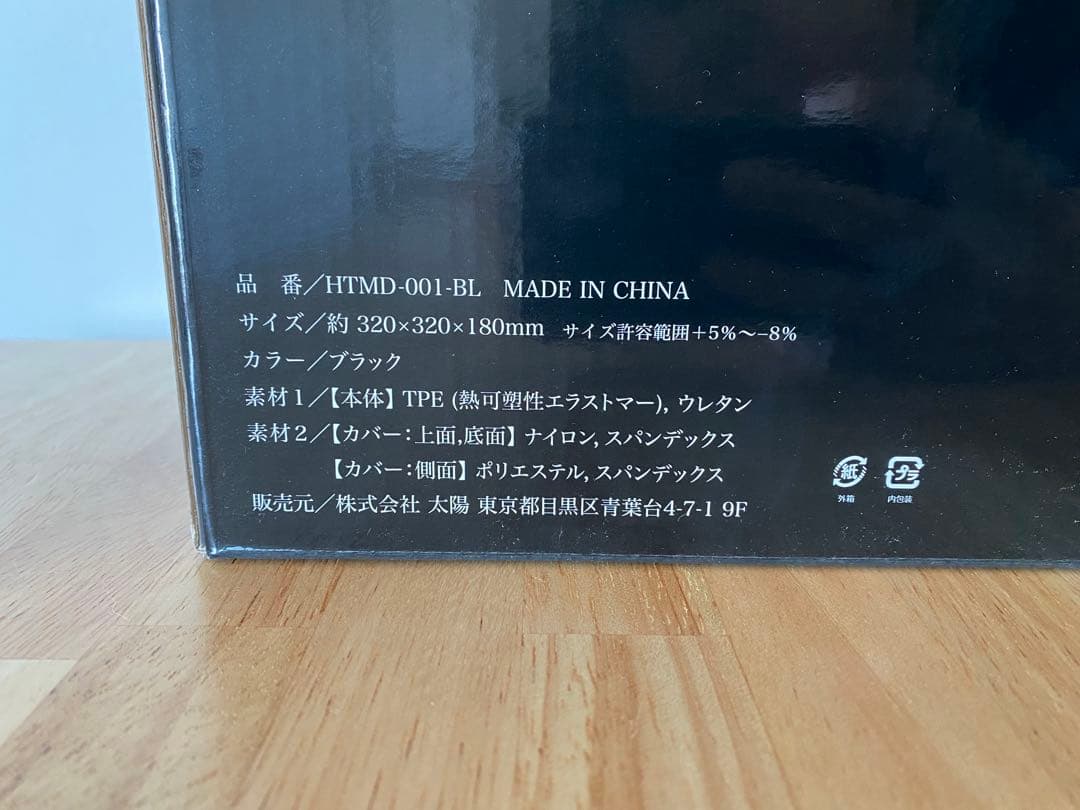 品　番／HTMD-001-BL　MADE IN CHINA
サイズ／約 320×320×180mm　サイズ許容範囲＋5%～−8%
カラー／ブラック
素材1／【本体】TPE (熱可塑性エラストマー), ウレタン
素材2／【カバー：上面,底面】ナイロン, スパンデックス
【カバー：側面】ポリエステル, スパンデックス
販売元／株式会社 太陽 東京都目黒区青葉台4-7-1 9F
紙　プラ
外箱　内包装